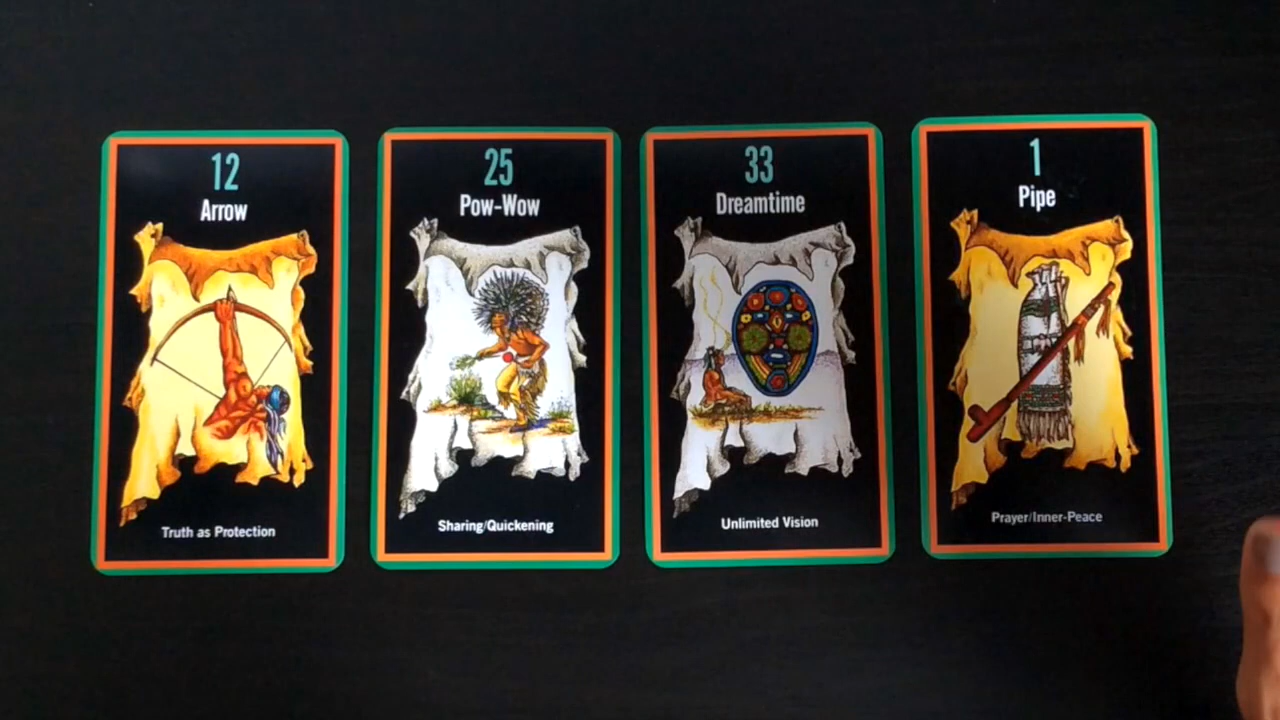 12
Arrow
Truth as Protection
25
Pow-Wow
Sharing/Quickening
33
Dreamtime
Unlimited Vision
1
Pipe
Prayer/Inner-Peace